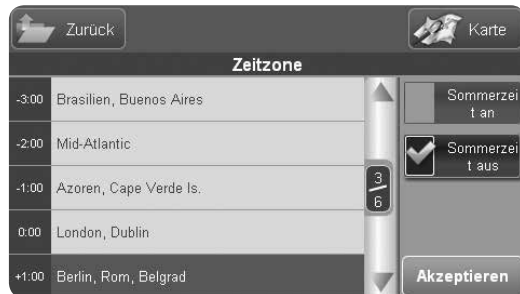 Zurück
Karte
Zeitzone
-3:00 Brasilien, Buenos Aires
-2:00 Mid-Atlantic
-1:00 Azoren, Cape Verde Is.
0:00 London, Dublin
+1:00 Berlin, Rom, Belgrad
3
6
Sommerzei
t an
Sommerzei
t aus
Akzeptieren